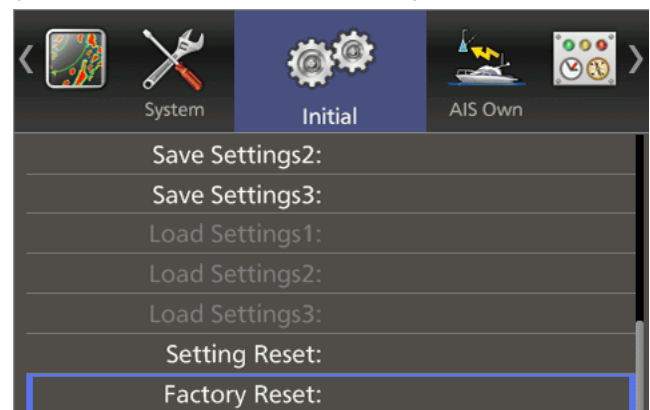 System
Initial
AIS Own
Save Settings2:
Save Settings3:
Load Settings1:
Load Settings2:
Load Settings3:
Setting Reset:
Factory Reset: